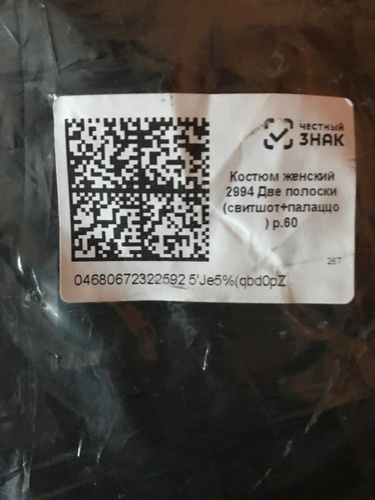 ЧЕСТНЫЙ
ЗНАК
Костюм женский
2994 Две полоски
(свитшот+палаццо
) р.60
267
04680672322592 5'Je5%(qbd0pZ